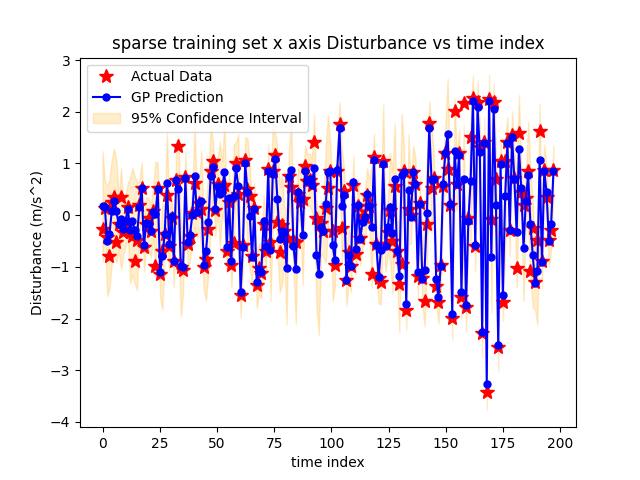 sparse training set x axis Disturbance vs time index
Actual Data
GP Prediction
95% Confidence Interval
Disturbance (m/s^2)
3
2
1
0
−1
−2
−3
−4
0 25 50 75 100 125 150 175 200
time index